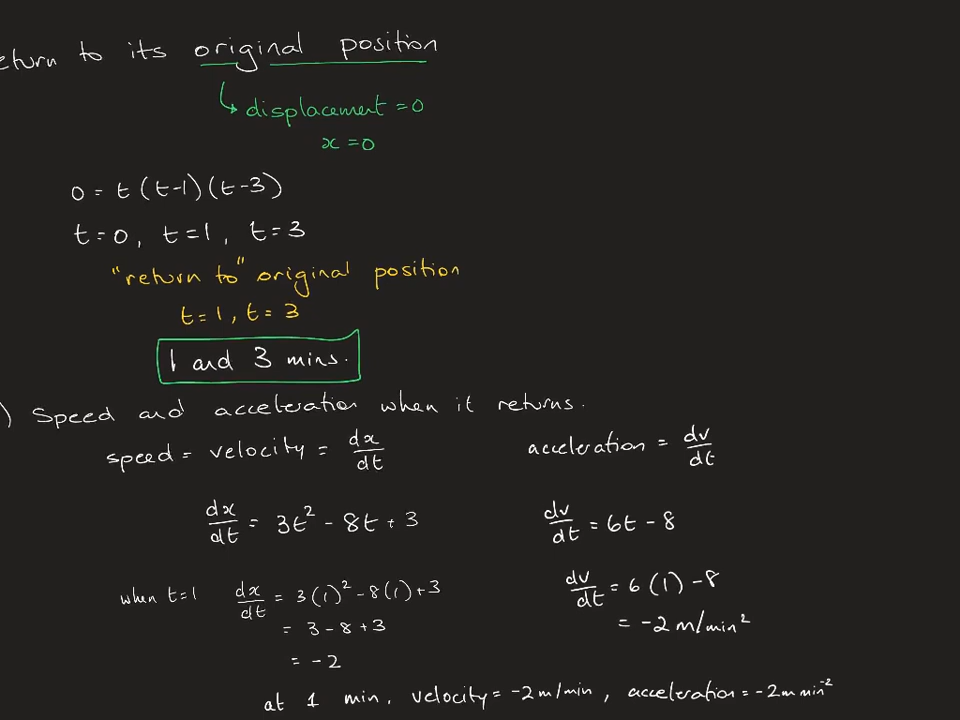 return to its original position
↳ displacement = 0
x = 0
0 = t (t-1)(t-3)
t = 0, t = 1, t = 3
"return to" original position
t = 1, t = 3
1 and 3 mins.
) Speed and acceleration when it returns.
speed = velocity = dx/dt
acceleration = dv/dt
dx/dt = 3t² - 8t + 3
dv/dt = 6t - 8
when t=1 dx/dt = 3(1)² - 8(1) + 3
= 3 - 8 + 3
= -2
dv/dt = 6(1) - 8
= -2 m/min²
at 1 min, velocity = -2m/min, acceleration = -2m min⁻²